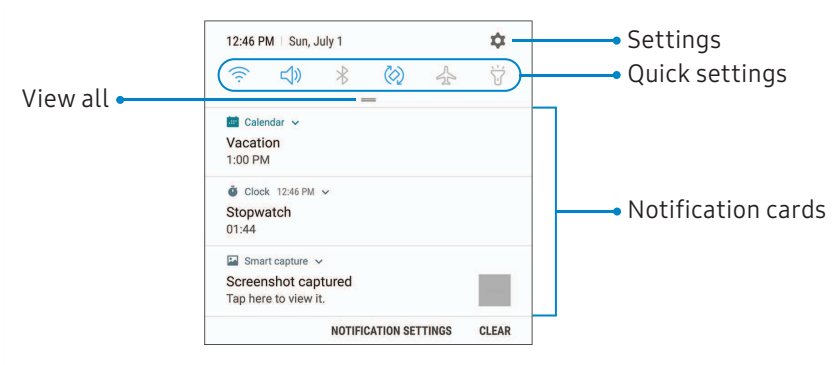 12:46 PM | Sun, July 1
Settings
Quick settings
View all
Calendar
Vacation
1:00 PM
Clock 12:46 PM
Stopwatch
01:44
Notification cards
Smart capture
Screenshot captured
Tap here to view it.
NOTIFICATION SETTINGS CLEAR